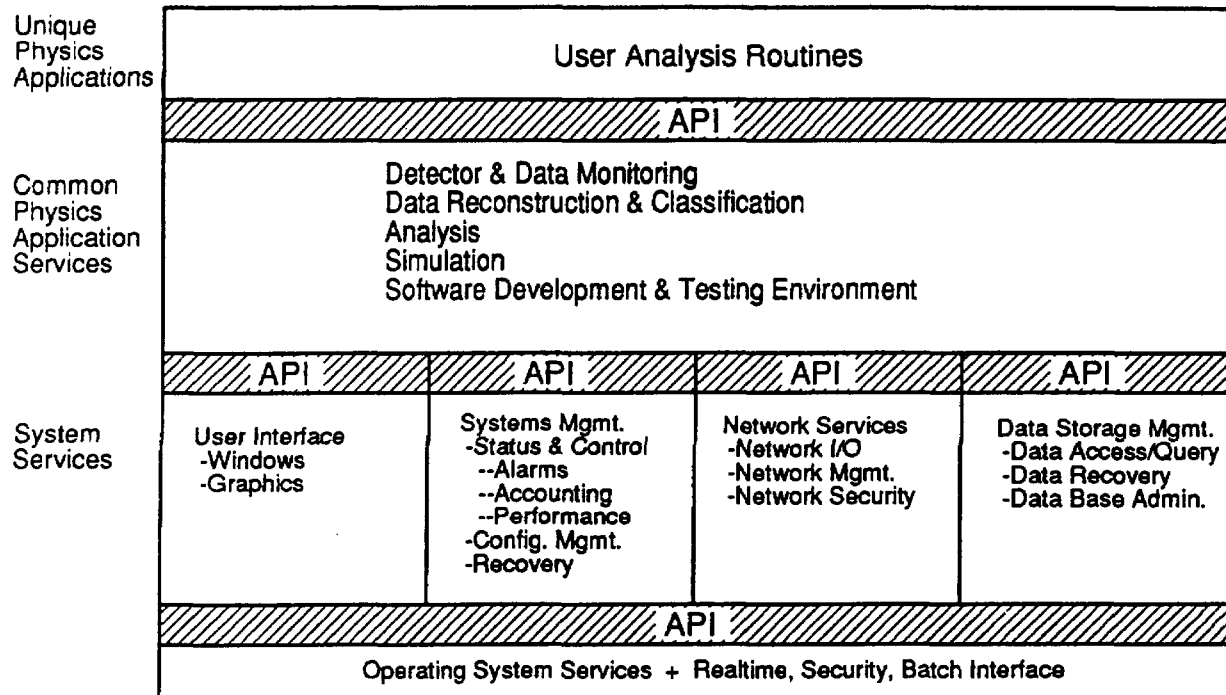 Unique
Physics
Applications
User Analysis Routines
API
Common
Physics
Application
Services
Detector & Data Monitoring
Data Reconstruction & Classification
Analysis
Simulation
Software Development & Testing Environment
API
API
API
API
System
Services
User Interface
-Windows
-Graphics
Systems Mgmt.
-Status & Control
--Alarms
--Accounting
--Performance
-Config. Mgmt.
-Recovery
Network Services
-Network I/O
-Network Mgmt.
-Network Security
Data Storage Mgmt.
-Data Access/Query
-Data Recovery
-Data Base Admin.
API
Operating System Services + Realtime, Security, Batch Interface